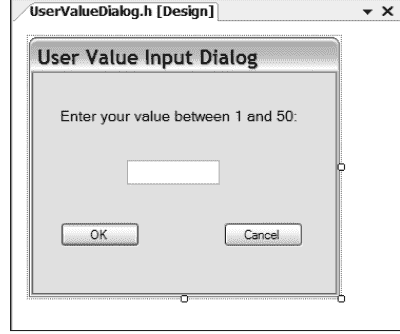 UserValueDialog.h [Design]
User Value Input Dialog
Enter your value between 1 and 50:
OK Cancel